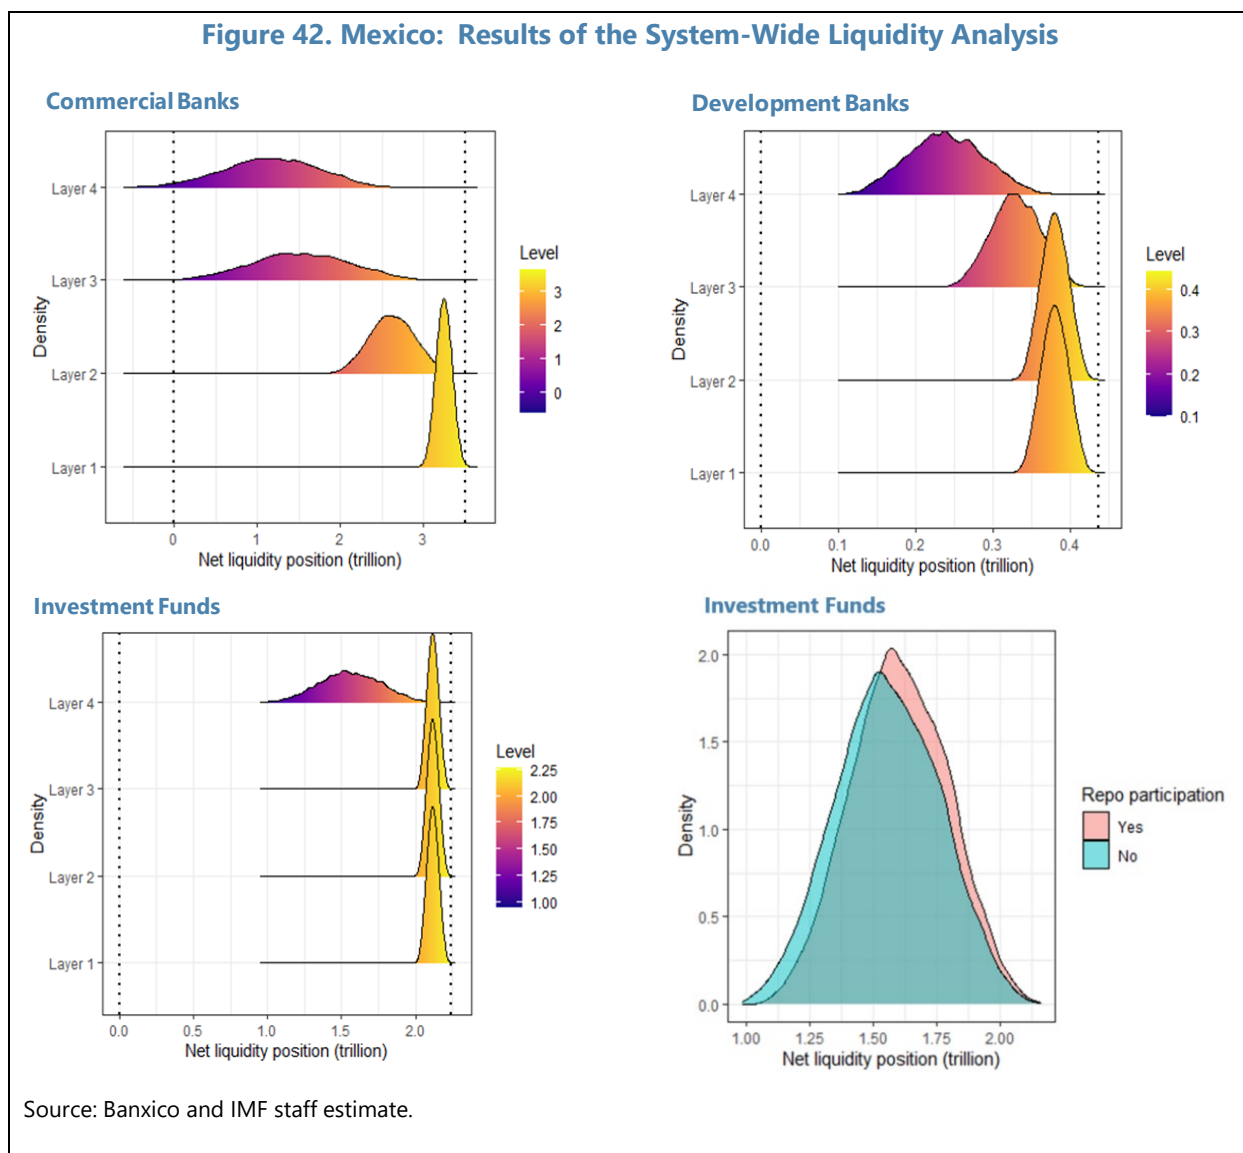 Figure 42. Mexico: Results of the System-Wide Liquidity Analysis
Commercial Banks
Layer 4
Layer 3
Layer 2
Layer 1
Density
0 1 2 3
Net liquidity position (trillion)
Level
3
2
1
0
Development Banks
Layer 4
Layer 3
Layer 2
Layer 1
Density
0.0 0.1 0.2 0.3 0.4
Net liquidity position (trillion)
Level
0.4
0.3
0.2
0.1
Investment Funds
Layer 4
Layer 3
Layer 2
Layer 1
Density
0.0 0.5 1.0 1.5 2.0
Net liquidity position (trillion)
Level
2.25
2.00
1.75
1.50
1.25
1.00
Investment Funds
2.0
1.5
1.0
0.5
0.0
Density
1.00 1.25 1.50 1.75 2.00
Net liquidity position (trillion)
Repo participation
Yes
No
Source: Banxico and IMF staff estimate.